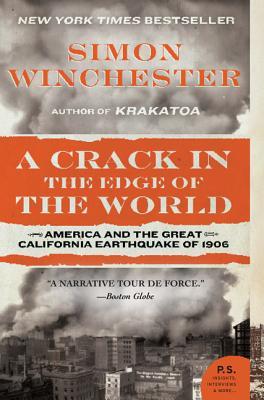 NEW YORK TIMES BESTSELLER
SIMON
WINCHESTER
AUTHOR OF KRAKATOA
A CRACK IN
THE EDGE OF
THE WORLD
AMERICA AND THE GREAT
CALIFORNIA EARTHQUAKE OF 1906
"A NARRATIVE TOUR DE FORCE."
—Boston Globe
P.S.
INSIGHTS,
INTERVIEWS
& MORE...